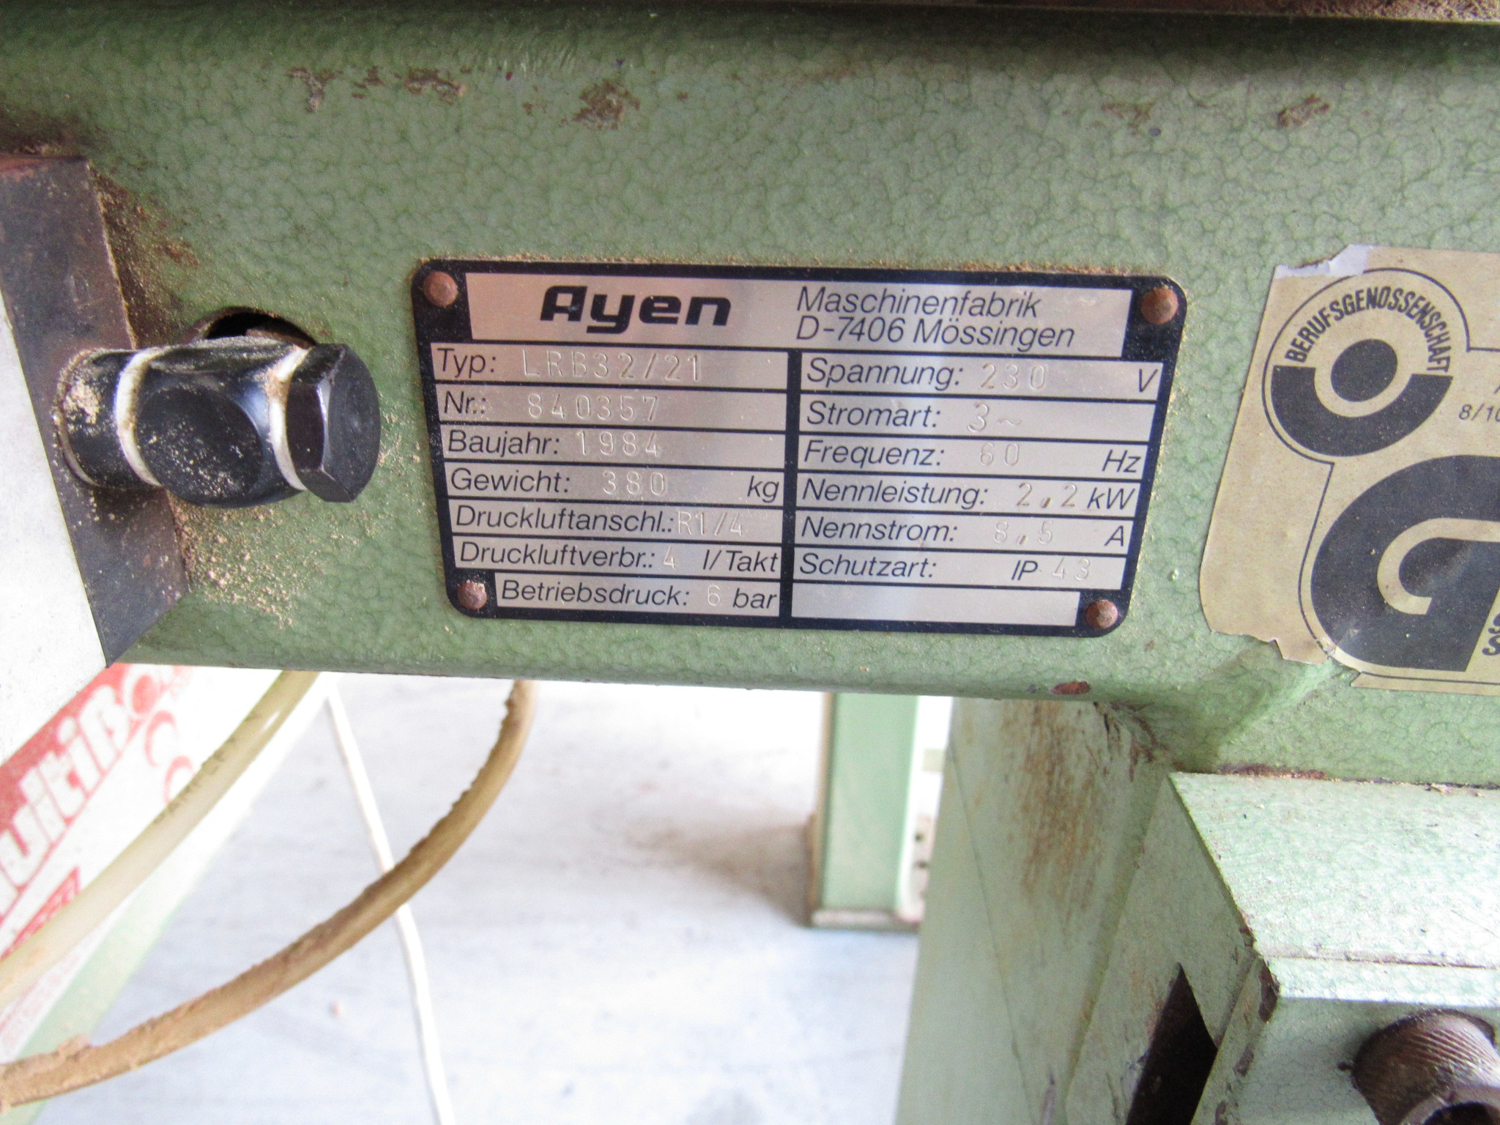 Ayen
Maschinenfabrik
D-7406 Mössingen
Typ: LRB32/21
Nr.: 840357
Baujahr: 1984
Gewicht: 380 kg
Druckluftanschl.: R1/4
Druckluftverbr.: 4 l/Takt
Betriebsdruck: 6 bar
Spannung: 230 V
Stromart: 3~
Frequenz: 60 Hz
Nennleistung: 2,2 kW
Nennstrom: 8,5 A
Schutzart: IP 43
BERUFSGENOSSENSCHAFT
8/10